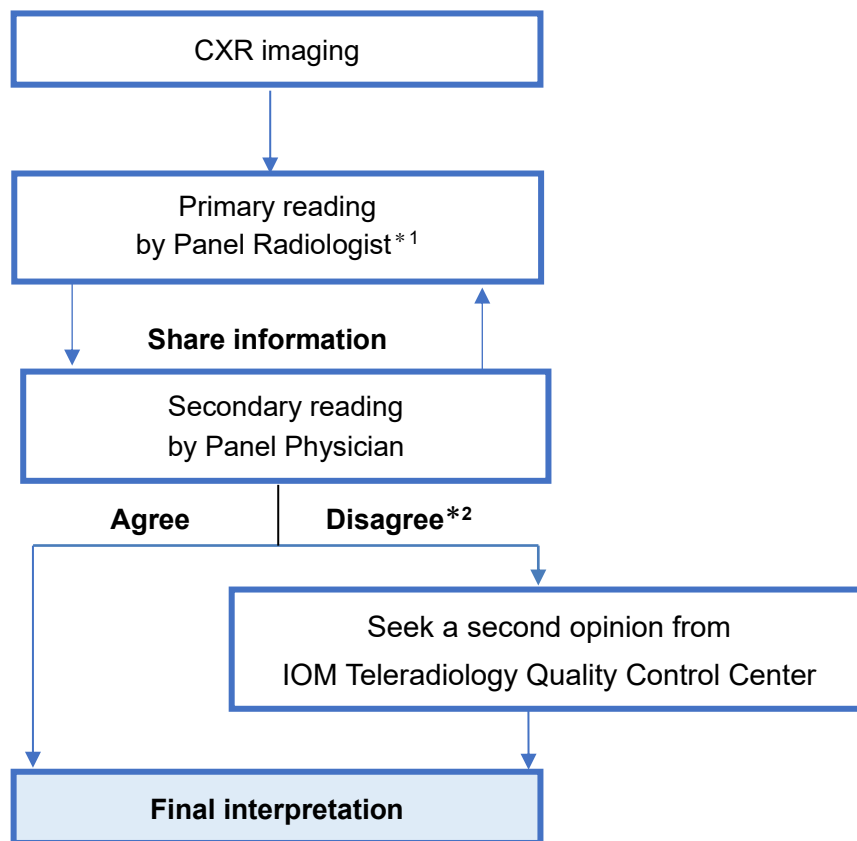 CXR imaging
Primary reading
by Panel Radiologist*1
Share information
Secondary reading
by Panel Physician
Agree
Disagree*2
Seek a second opinion from
IOM Teleradiology Quality Control Center
Final interpretation